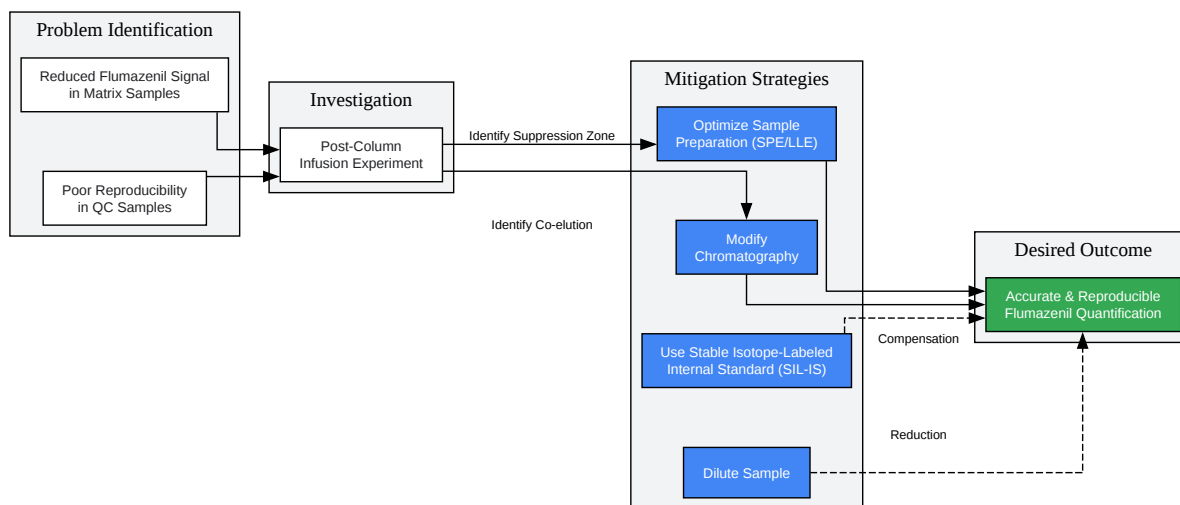 Problem Identification
Reduced Flumazenil Signal
in Matrix Samples
Poor Reproducibility
in QC Samples
Investigation
Post-Column
Infusion Experiment
Identify Suppression Zone
Identify Co-elution
Mitigation Strategies
Optimize Sample
Preparation (SPE/LLE)
Modify
Chromatography
Use Stable Isotope-Labeled
Internal Standard (SIL-IS)
Dilute Sample
Compensation
Reduction
Desired Outcome
Accurate & Reproducible
Flumazenil Quantification